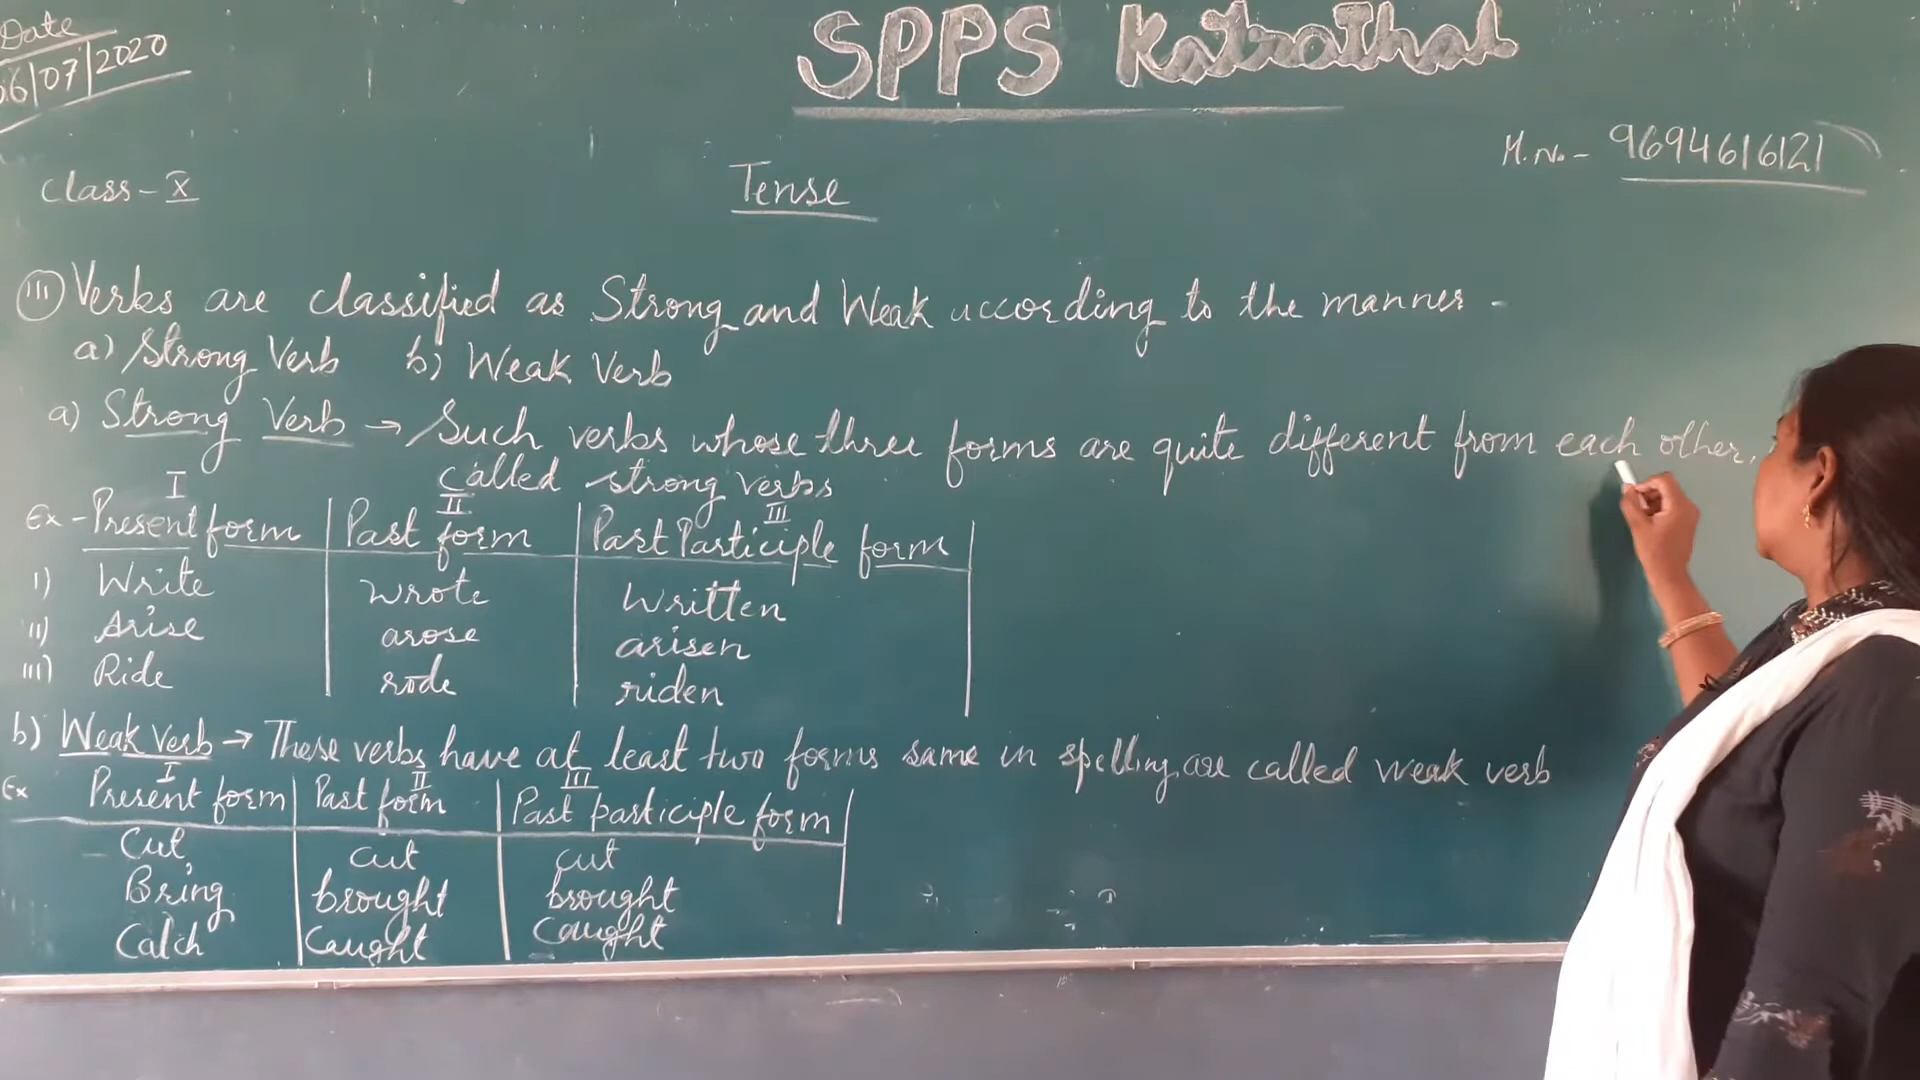 Date
06/07/2020
SPPS Katrathal
M.No- 9694616121
Class-X
Tense
III Verbs are classified as Strong and Weak according to the manner -
a) Strong Verb b) Weak Verb
a) Strong Verb → Such verbs whose three forms are quite different from each other,
called strong verbs
I II III
Ex - Present form Past form Past Participle form
i) Write wrote written
ii) Arise arose arisen
iii) Ride rode riden
b) Weak verb → These verbs have at least two forms same in spelling, are called weak verb
I II III
Ex Present form Past form Past participle form
Cut cut cut
Bring brought brought
Catch Caught Caught